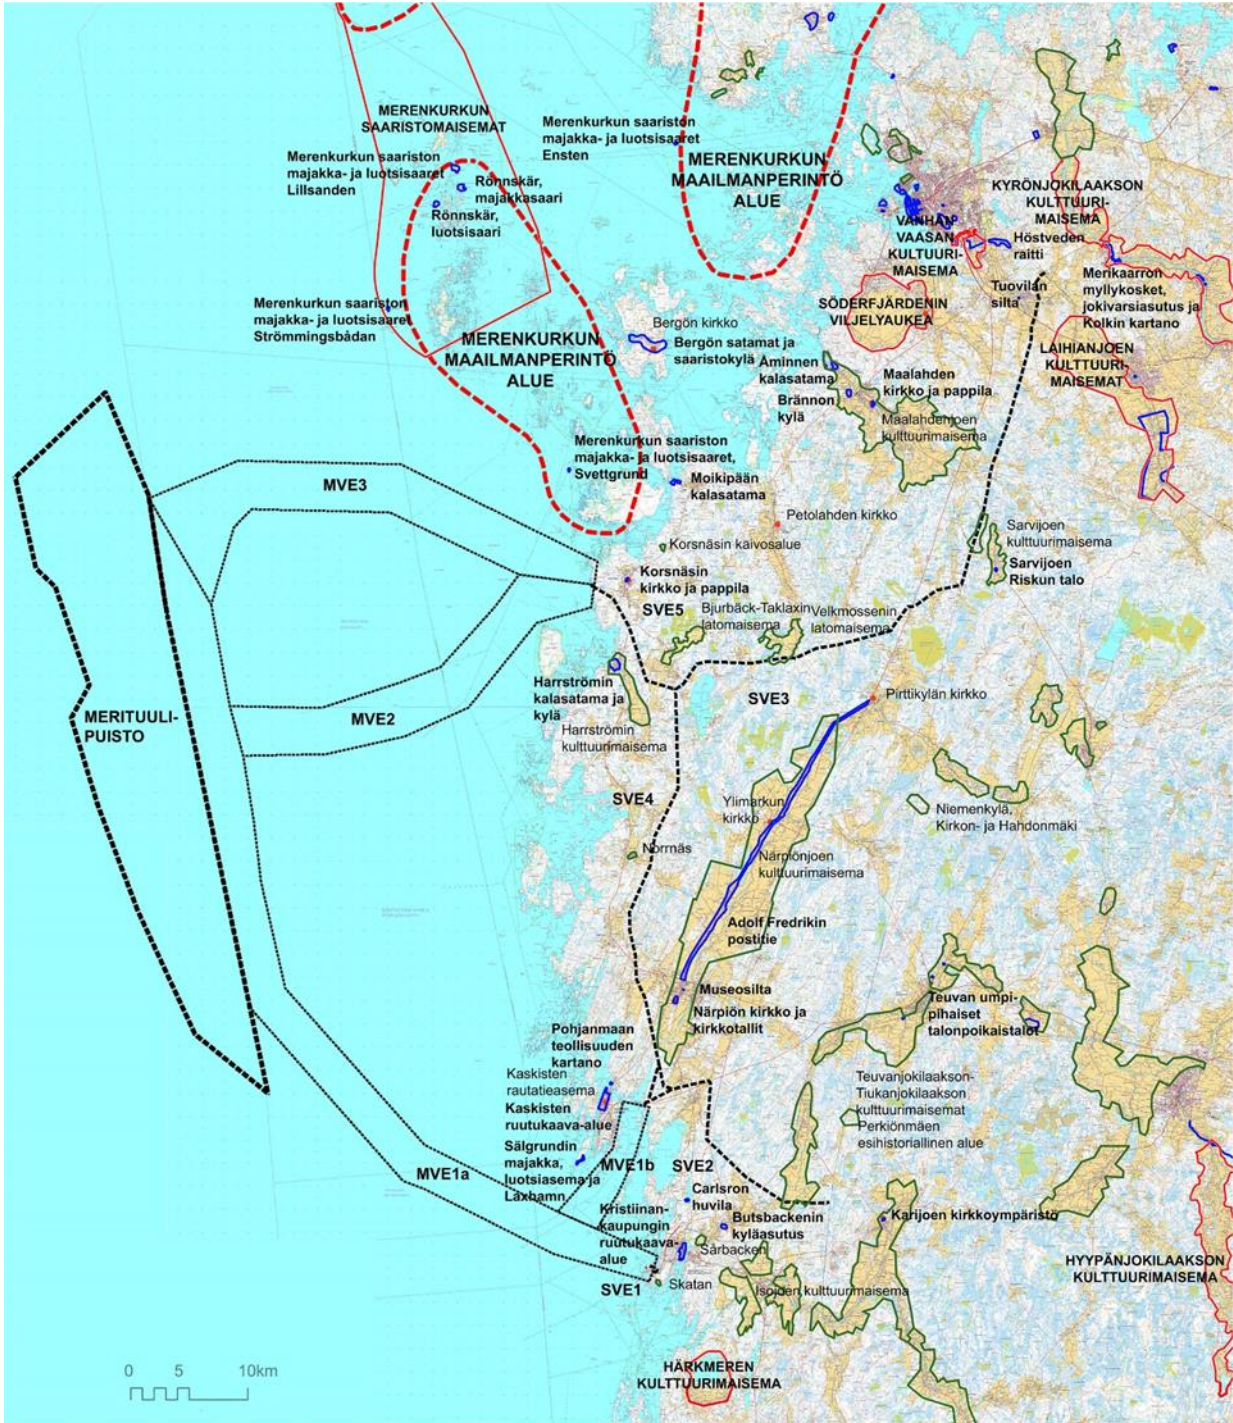 MERENKURKUN
SAARISTOMAISEMAT
Merenkurkun saariston
majakka- ja luotsisaaret
Lillsanden
Rönnskär,
majakkasaari
Rönnskär,
luotsisaari
Merenkurkun saariston
majakka- ja luotsisaaret
Ensten
MERENKURKUN
MAAILMANPERINTÖ
ALUE
KYRÖNJOKILAAKSON
KULTTUURI-
MAISEMA
VANHAN
VAASAN
KULTUURI-
MAISEMA
Höstveden
raitti
Tuovilan
silta
Merikaarron
myllykosket,
jokivarsiasutus ja
Kolkin kartano
SÖDERFJÄRDENIN
VILJELYAUKEA
LAIHIANJOEN
KULTTUURI-
MAISEMAT
Merenkurkun saariston
majakka- ja luotsisaaret
Strömmingsbådan
MERENKURKUN
MAAILMANPERINTÖ
ALUE
Bergön kirkko
Bergön satamat ja
saaristokylä
Åminnen
kalasatama
Brännon
kylä
Maalahden
kirkko ja pappila
Maalahdenjoen
kulttuurimaisema
Merenkurkun saariston
majakka- ja luotsisaaret,
Svettgrund
Moikipään
kalasatama
Petolahden kirkko
Korsnäsin kaivosalue
Sarvijoen
kulttuurimaisema
Sarvijoen
Riskun talo
Korsnäsin
kirkko ja pappila
SVE5
Bjurbäck-Taklaxin
latomaisema
Velkmossenin
latomaisema
MVE3
MVE2
MERITUULI-
PUISTO
Harrströmin
kalasatama ja
kylä
Harrströmin
kulttuurimaisema
SVE3
Pirttikylän kirkko
SVE4
Ylimarkun
kirkko
Norrnäs
Närpiönjoen
kulttuurimaisema
Niemenkylä,
Kirkon- ja Hahdonmäki
Adolf Fredrikin
postitie
Museosilta
Närpiön kirkko ja
kirkkotallit
Teuvan umpi-
pihaiset
talonpoikaistalot
Pohjanmaan
teollisuuden
kartano
Kaskisten
rautatieasema
Kaskisten
ruutukaava-alue
Sälgrundin
majakka,
luotsiasema ja
Laxhamn
Teuvanjokilaakson-
Tiukanjokilaakson
kulttuurimaisemat
Perkiönmäen
esihistoriallinen alue
MVE1a
MVE1b
SVE2
Carlsron
huvila
Kristiinan-
kaupungin
ruutukaava-
alue
Butsbackenin
kyläasutus
Sårbacken
Karijoen kirkkoympäristö
HYYPÄNJOKILAAKSON
KULTTUURIMAISEMA
SVE1
Skatan
Isojoen kulttuurimaisema
HÄRKMEREN
KULTTUURIMAISEMA
0 5 10km